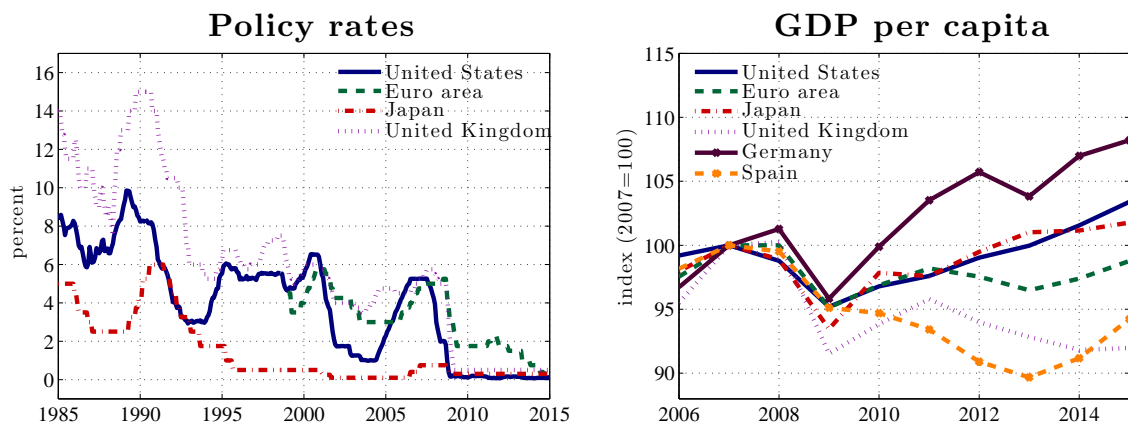 Policy rates
percent
16
14
12
10
8
6
4
2
0
1985 1990 1995 2000 2005 2010 2015
United States
Euro area
Japan
United Kingdom
GDP per capita
index (2007=100)
115
110
105
100
95
90
2006 2008 2010 2012 2014
United States
Euro area
Japan
United Kingdom
Germany
Spain